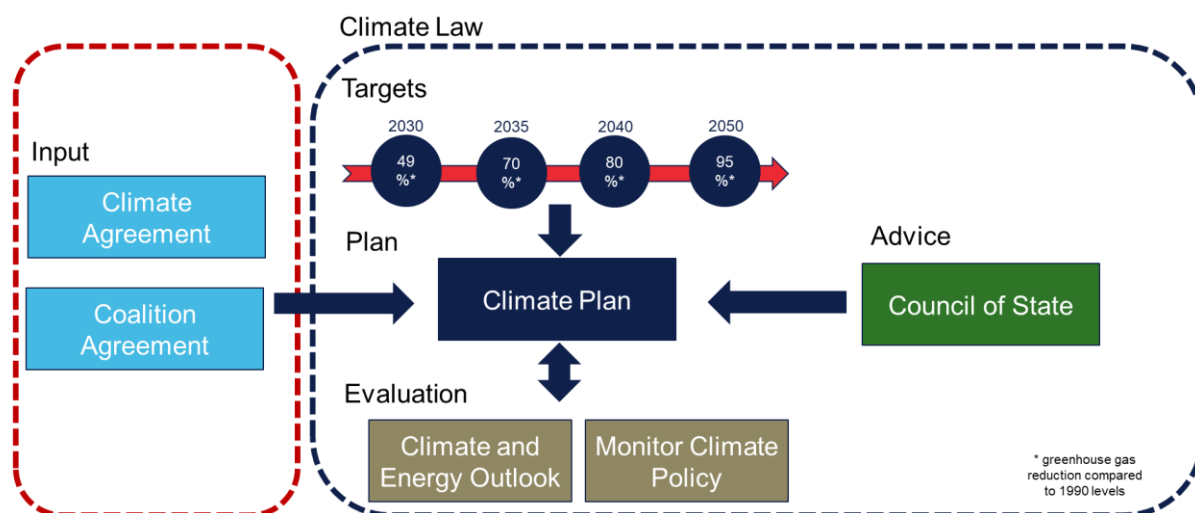 Climate Law
Targets
2030
2035
2040
2050
49
%*
70
%*
80
%*
95
%*
Input
Climate
Agreement
Coalition
Agreement
Plan
Climate Plan
Advice
Council of State
Evaluation
Climate and
Energy Outlook
Monitor Climate
Policy
* greenhouse gas
reduction compared
to 1990 levels